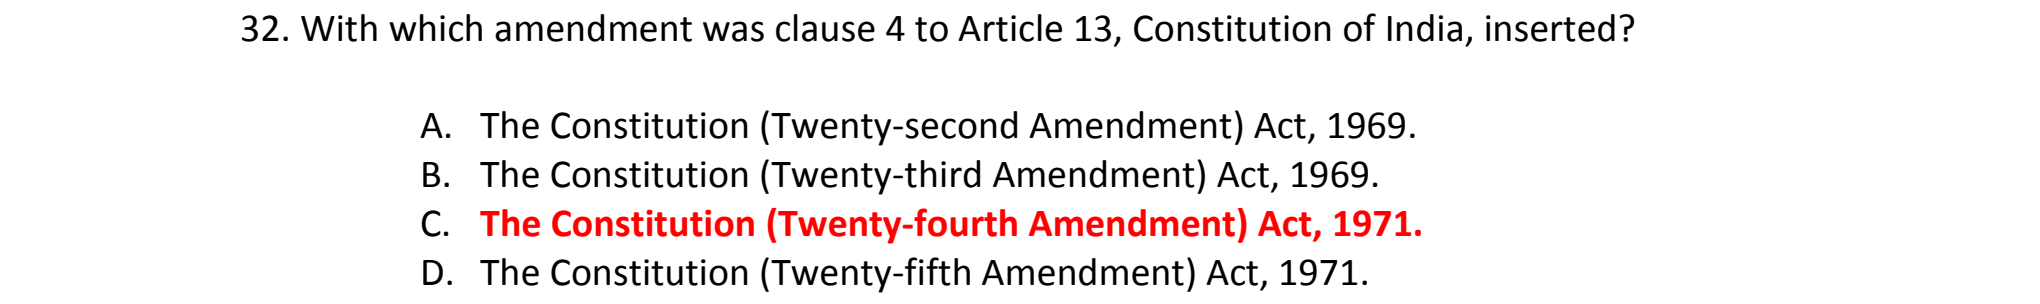 32. With which amendment was clause 4 to Article 13, Constitution of India, inserted?
A. The Constitution (Twenty-second Amendment) Act, 1969.
B. The Constitution (Twenty-third Amendment) Act, 1969.
C. The Constitution (Twenty-fourth Amendment) Act, 1971.
D. The Constitution (Twenty-fifth Amendment) Act, 1971.